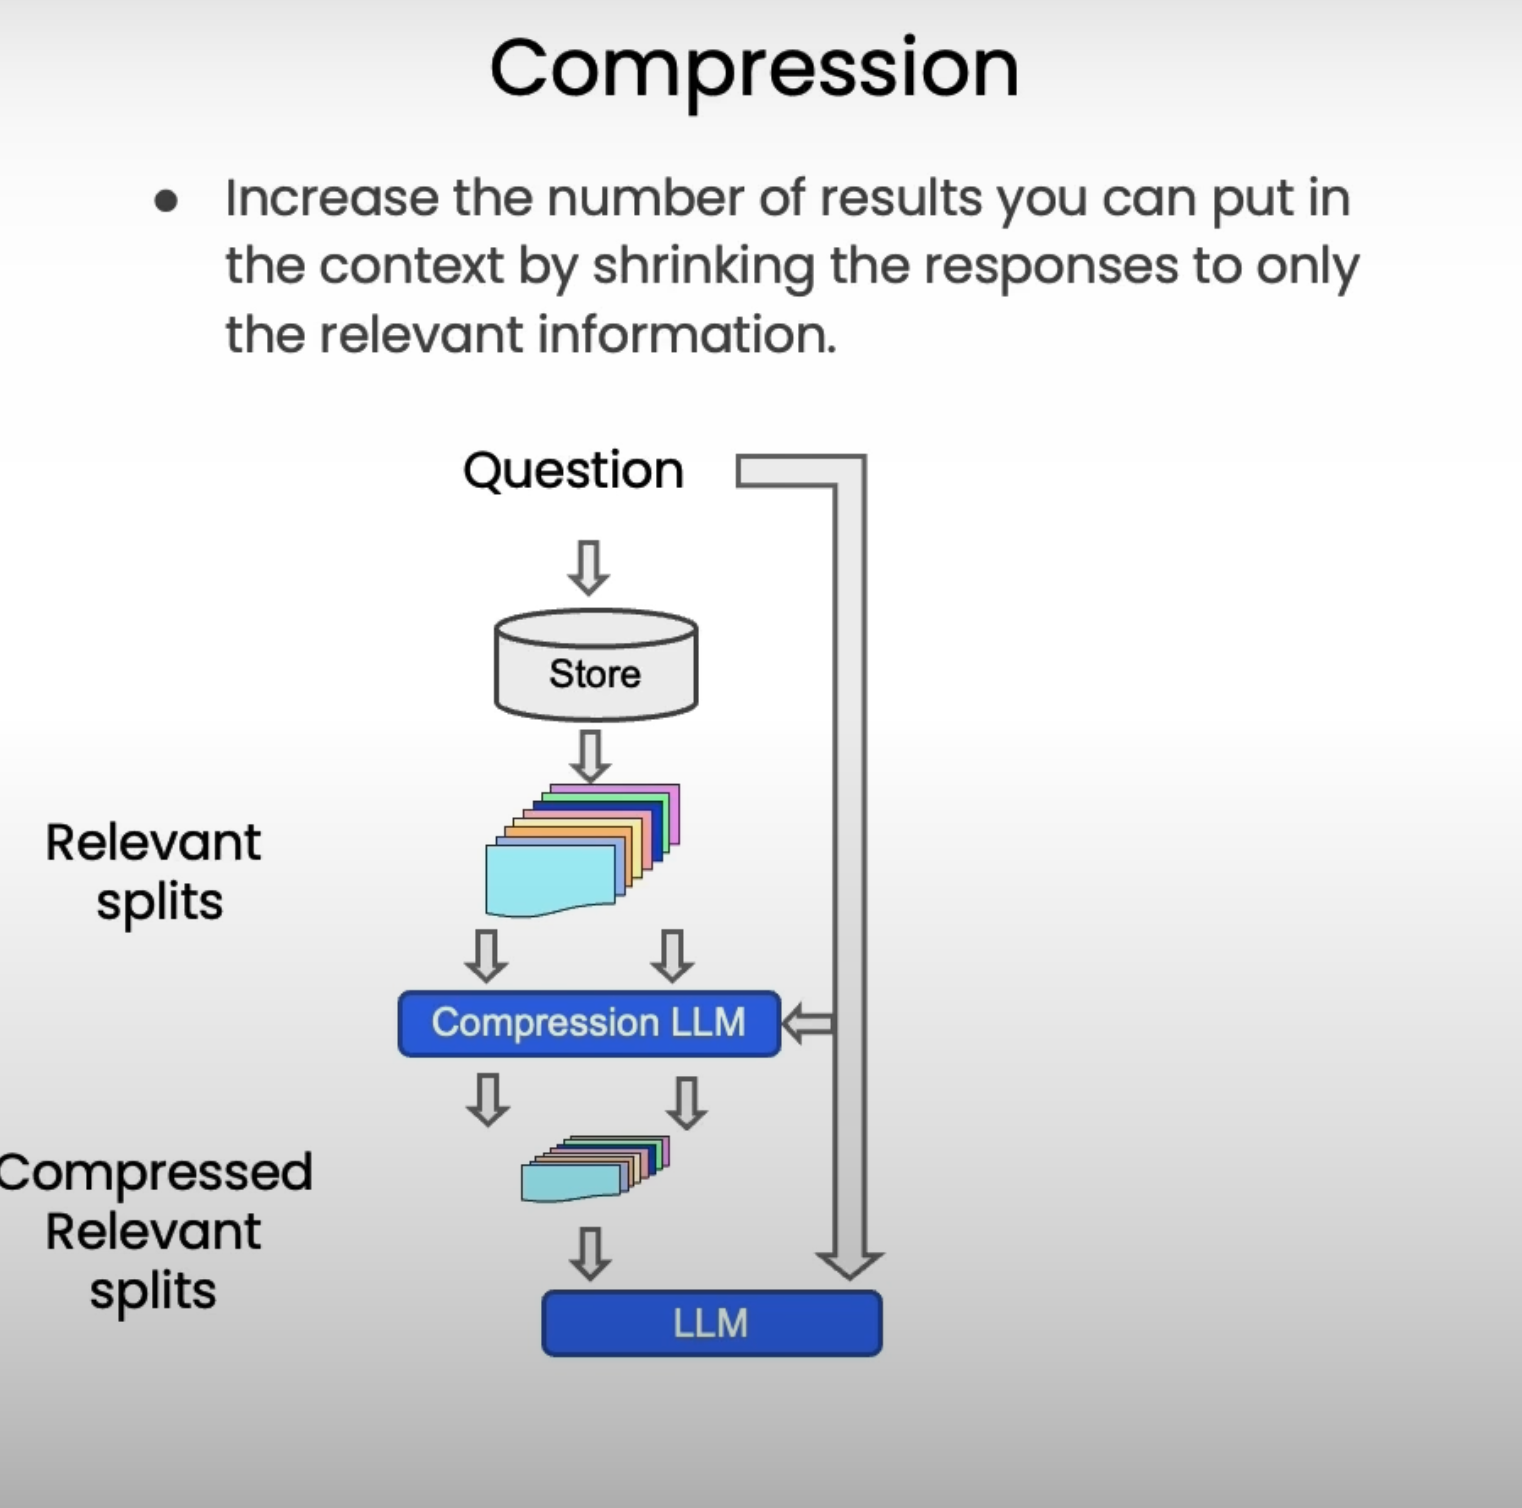 Compression
● Increase the number of results you can put in
the context by shrinking the responses to only
the relevant information.
Question
Store
Relevant
splits
Compression LLM
Compressed
Relevant
splits
LLM